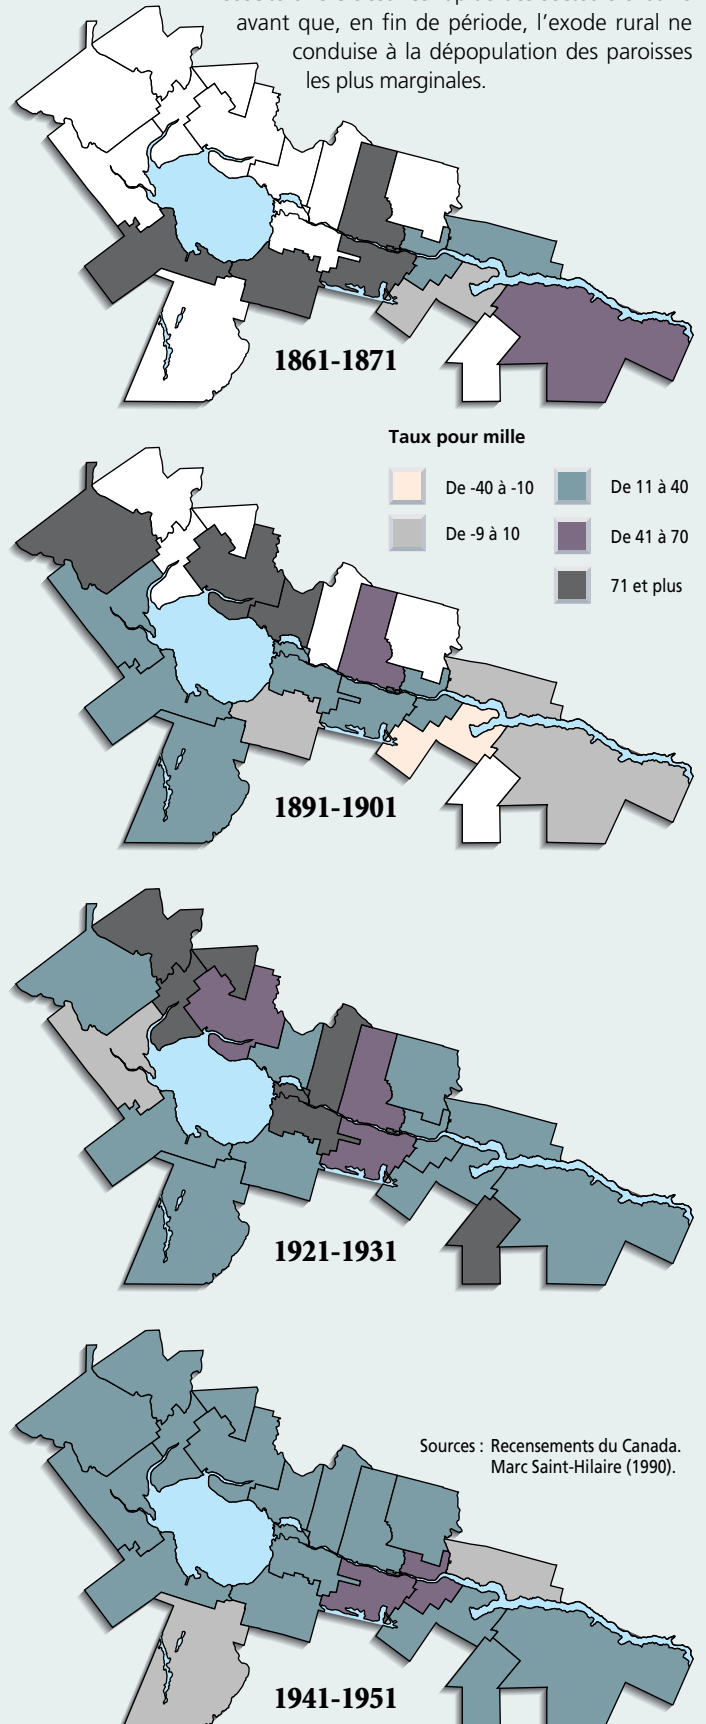 avant que, en fin de période, l’exode rural ne
conduise à la dépopulation des paroisses
les plus marginales.
1861-1871
Taux pour mille
De -40 à -10
De 11 à 40
De -9 à 10
De 41 à 70
71 et plus
1891-1901
1921-1931
Sources : Recensements du Canada.
Marc Saint-Hilaire (1990).
1941-1951